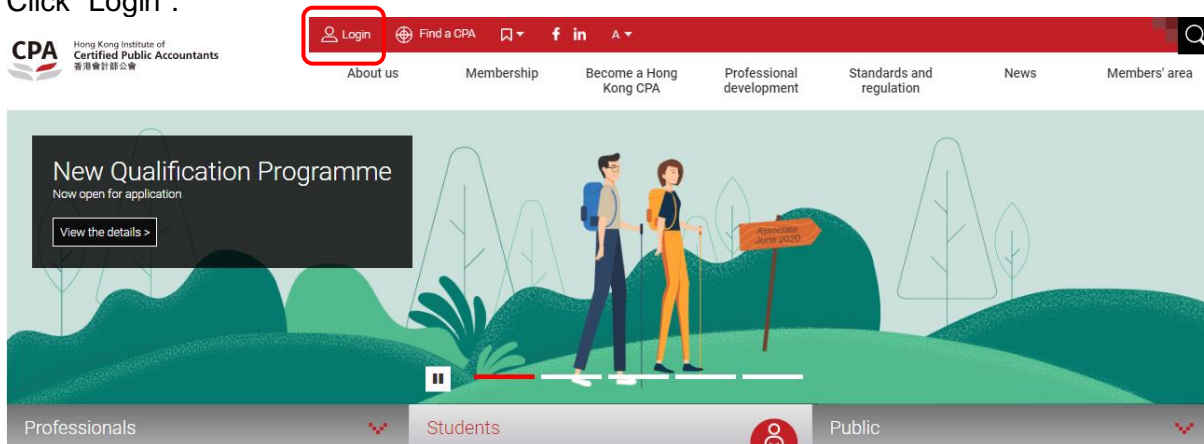 Click "Login".
CPA
Hong Kong Institute of
Certified Public Accountants
香港會計師公會
Login
Find a CPA
f in
A
About us
Membership
Become a Hong
Kong CPA
Professional
development
Standards and
regulation
News
Members' area
New Qualification Programme
Now open for application
View the details >
Associate
June 2020
Professionals
Students
Public